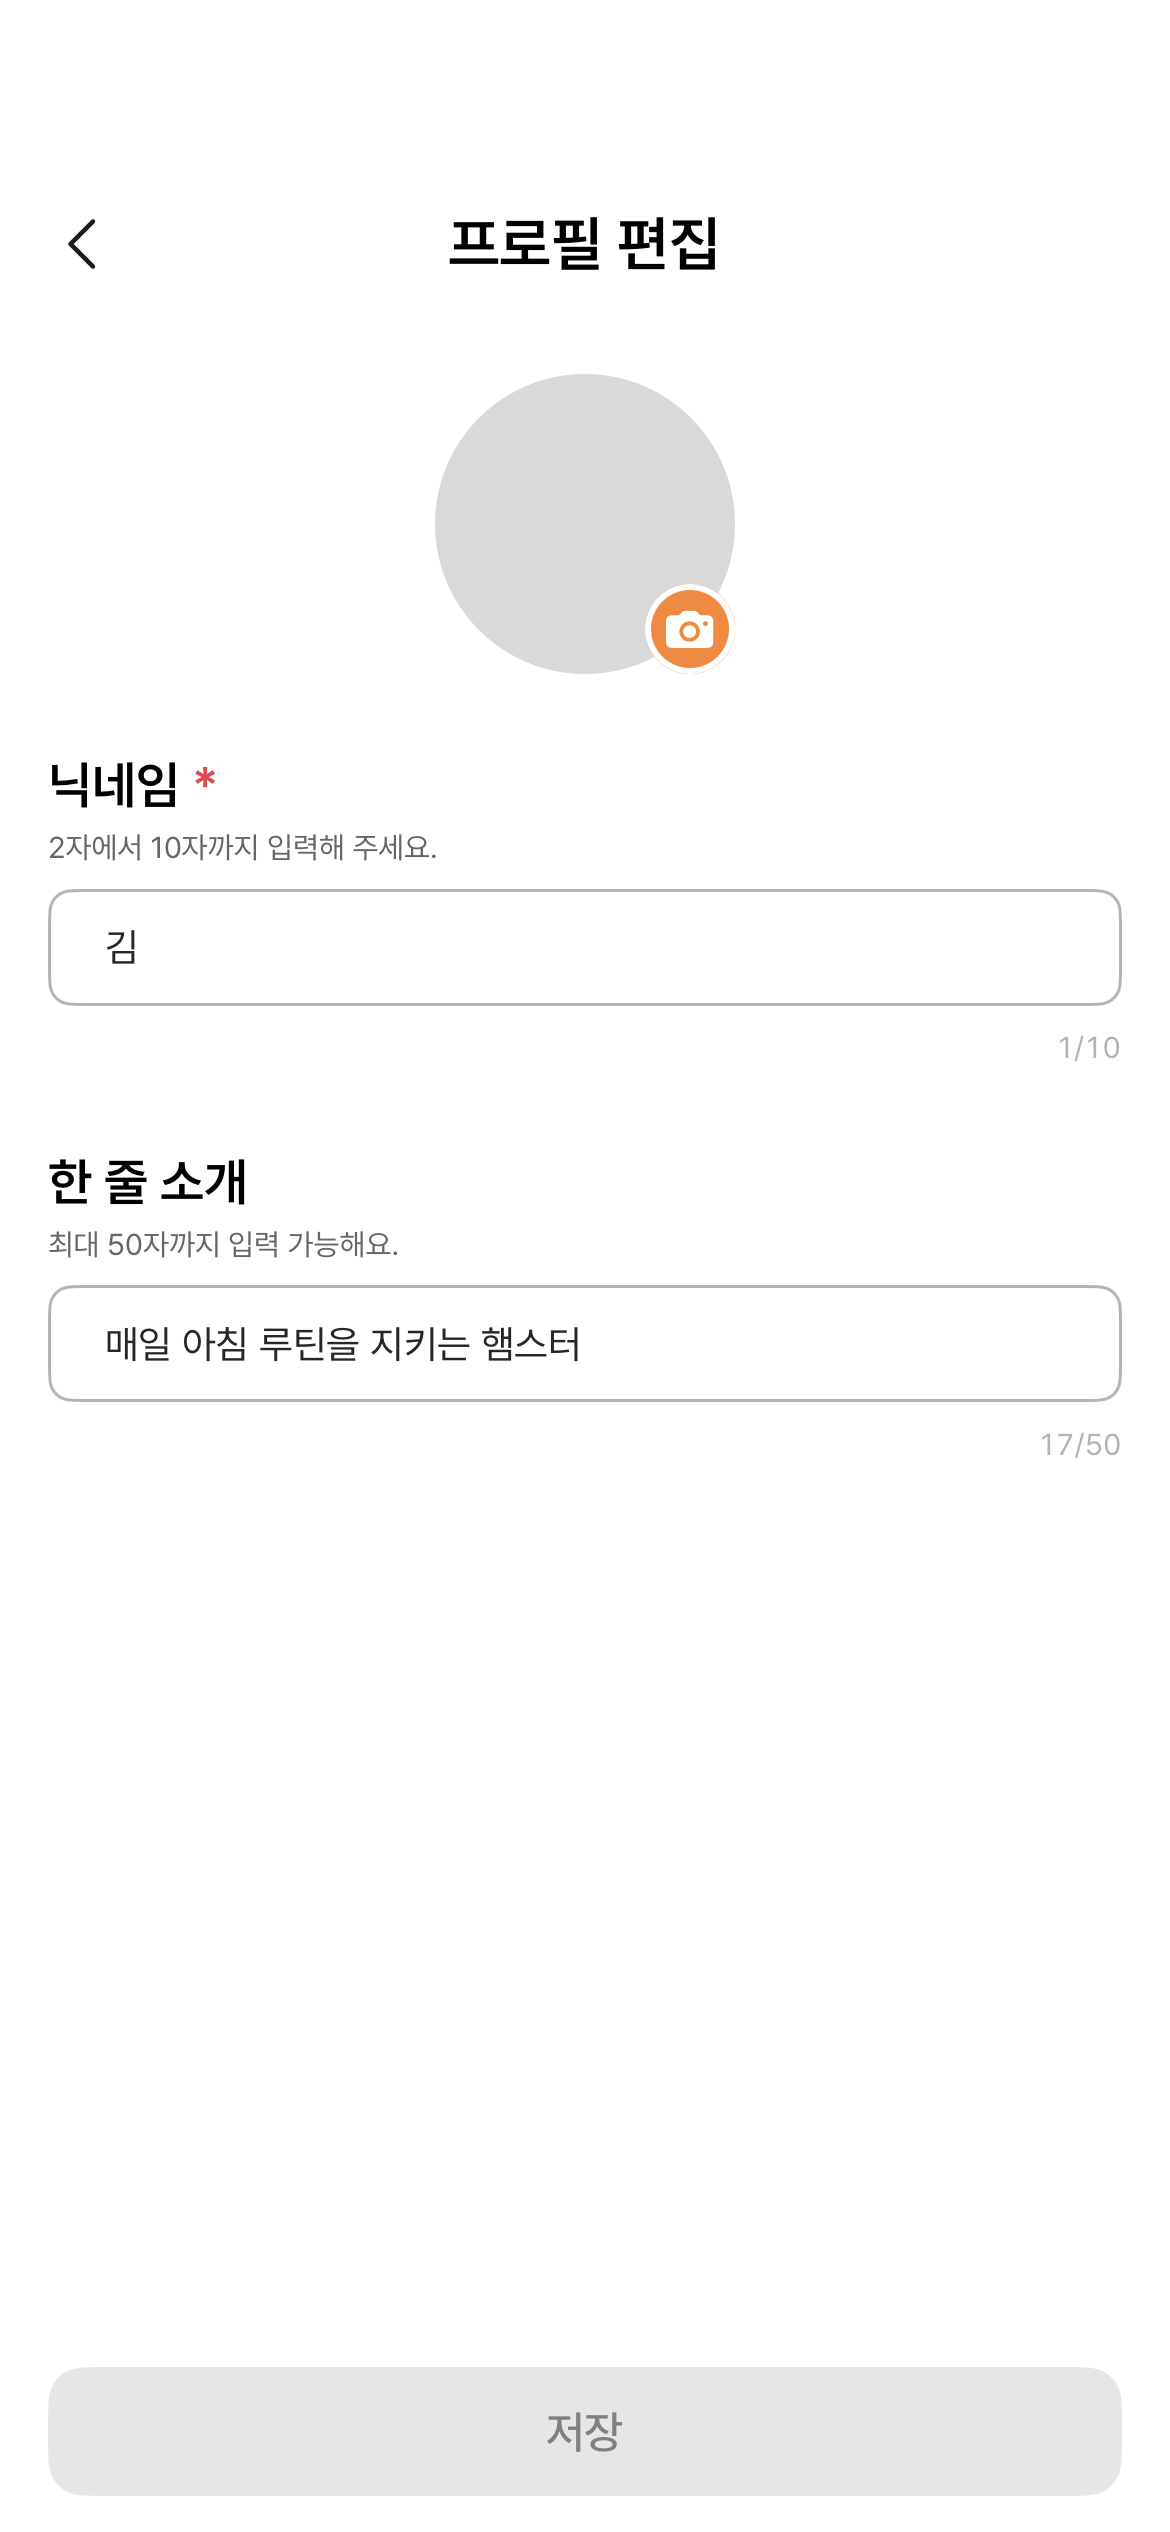 프로필 편집
닉네임 *
2자에서 10자까지 입력해 주세요.
김
1/10
한 줄 소개
최대 50자까지 입력 가능해요.
매일 아침 루틴을 지키는 햄스터
17/50
저장